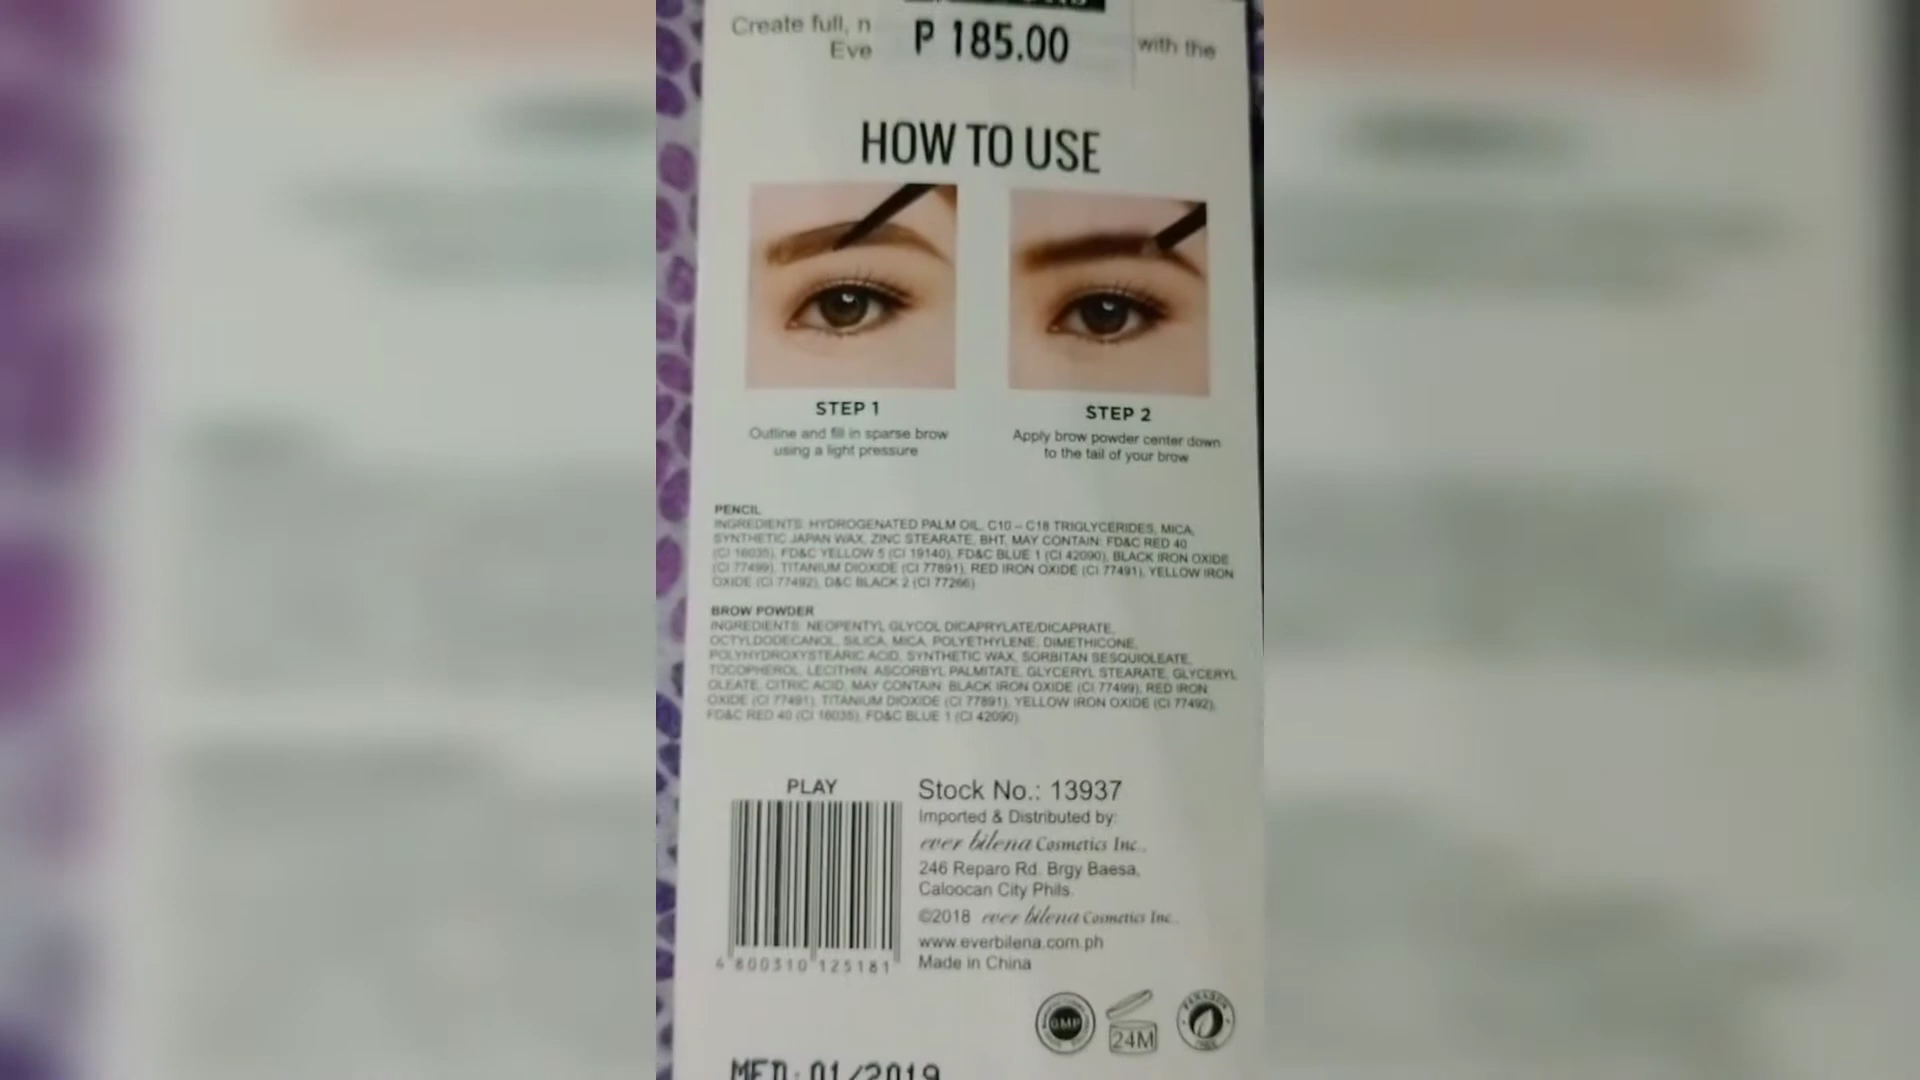 Create full, n
Eve
P 185.00
with the
HOW TO USE
STEP 1
Outline and fill in sparse brow
using a light pressure
STEP 2
Apply brow powder center down
to the tail of your brow
PENCIL
INGREDIENTS: HYDROGENATED PALM OIL, C10 – C18 TRIGLYCERIDES, MICA,
SYNTHETIC JAPAN WAX, ZINC STEARATE, BHT, MAY CONTAIN: FD&C RED 40
(CI 16035), FD&C YELLOW 5 (CI 19140), FD&C BLUE 1 (CI 42090), BLACK IRON OXIDE
(CI 77499), TITANIUM DIOXIDE (CI 77891), RED IRON OXIDE (CI 77491), YELLOW IRON
OXIDE (CI 77492), D&C BLACK 2 (CI 77266)
BROW POWDER
INGREDIENTS: NEOPENTYL GLYCOL DICAPRYLATE/DICAPRATE,
OCTYLDODECANOL, SILICA, MICA, POLYETHYLENE, DIMETHICONE,
POLYHYDROXYSTEARIC ACID, SYNTHETIC WAX, SORBITAN SESQUIOLEATE,
TOCOPHEROL, LECITHIN, ASCORBYL PALMITATE, GLYCERYL STEARATE, GLYCERYL
OLEATE, CITRIC ACID, MAY CONTAIN: BLACK IRON OXIDE (CI 77499), RED IRON
OXIDE (CI 77491), TITANIUM DIOXIDE (CI 77891), YELLOW IRON OXIDE (CI 77492),
FD&C RED 40 (CI 16035), FD&C BLUE 1 (CI 42090)
PLAY
4 800310 125181
Stock No.: 13937
Imported & Distributed by:
ever bilena Cosmetics Inc.,
246 Reparo Rd. Brgy Baesa,
Caloocan City Phils.
©2018 ever bilena Cosmetics Inc.,
www.everbilena.com.ph
Made in China
GMP
24M
PARABEN
FREE
MFD: 01/2019